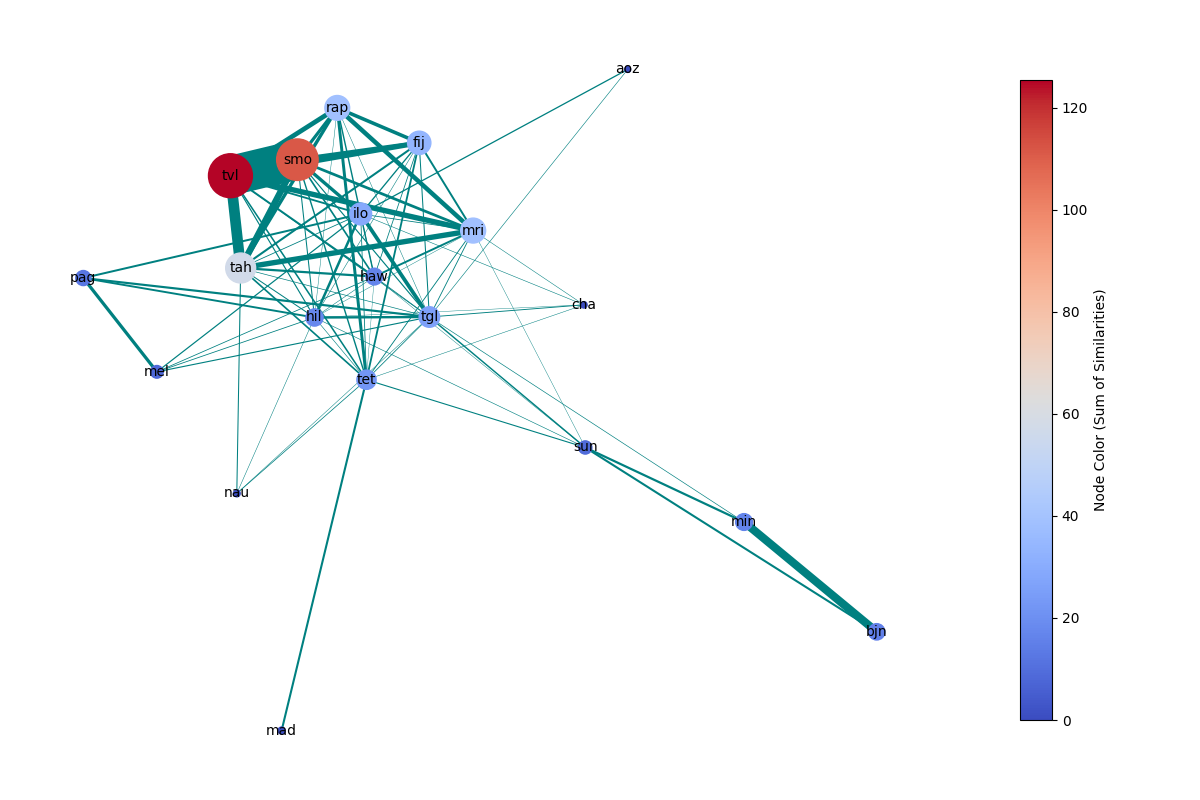 aoz
rap
fij
smo
tvl
ilo
mri
tah
haw
pag
cha
hil
tgl
mel
tet
sun
nau
min
bjn
mad
120
100
80
60
40
20
0
Node Color (Sum of Similarities)